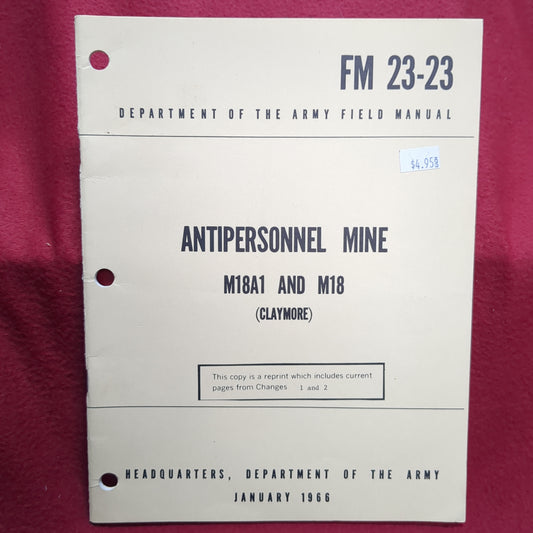 FM 23-23
DEPARTMENT OF THE ARMY FIELD MANUAL
$4.95
ANTIPERSONNEL MINE
M18A1 AND M18
(CLAYMORE)
This copy is a reprint which includes current
pages from Changes 1 and 2
HEADQUARTERS, DEPARTMENT OF THE ARMY
JANUARY 1966